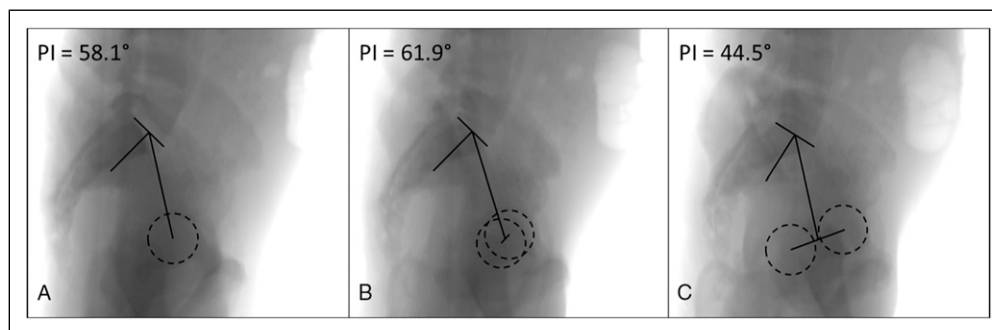 PI = 58.1°
PI = 61.9°
PI = 44.5°
A
B
C